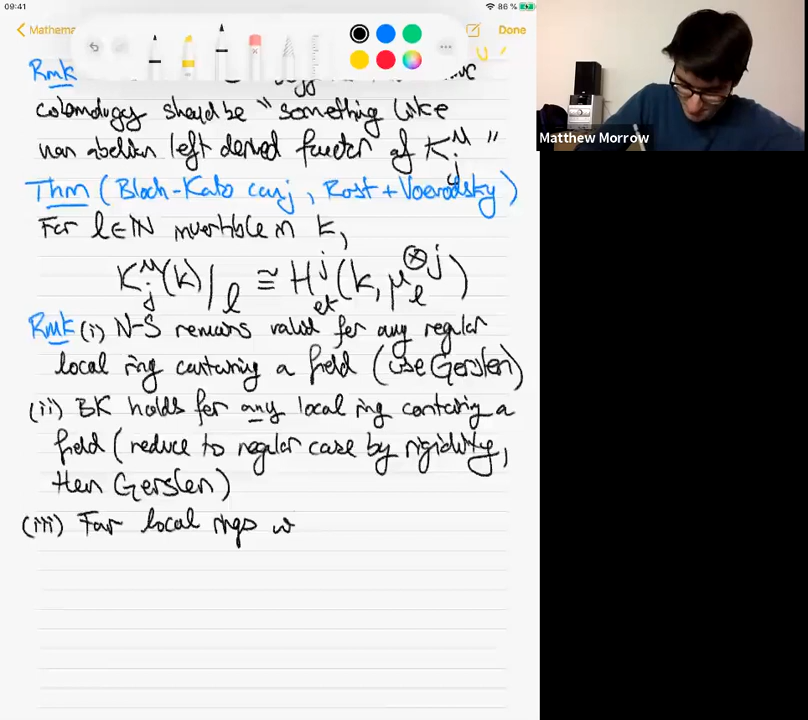 09:41
86 %
Mathema
Done
Rmk
cohomology should be "something like
non abelian left derived functor of K^M_j"
Thm (Bloch-Kato conj, Rost + Voevodsky)
For l ∈ ℕ invertible in k,
K^M_j(k)/l ≅ H^j_et(k, μ_l^⊗j)
Rmk (i) N-S remains valid for any regular
local ring containing a field (use Gersten)
(ii) BK holds for any local ring containing a
field (reduce to regular case by rigidity,
then Gersten)
(iii) For local rings w
Matthew Morrow